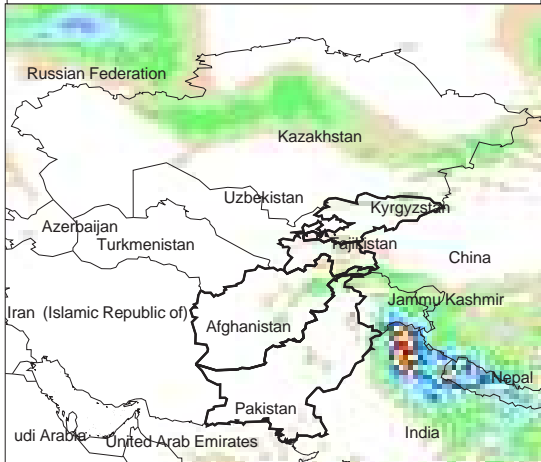 Russian Federation
Kazakhstan
Uzbekistan
Kyrgyzstan
Azerbaijan
Turkmenistan
Tajikistan
China
Iran (Islamic Republic of)
Jammu Kashmir
Afghanistan
Nepal
Pakistan
udi Arabia
United Arab Emirates
India